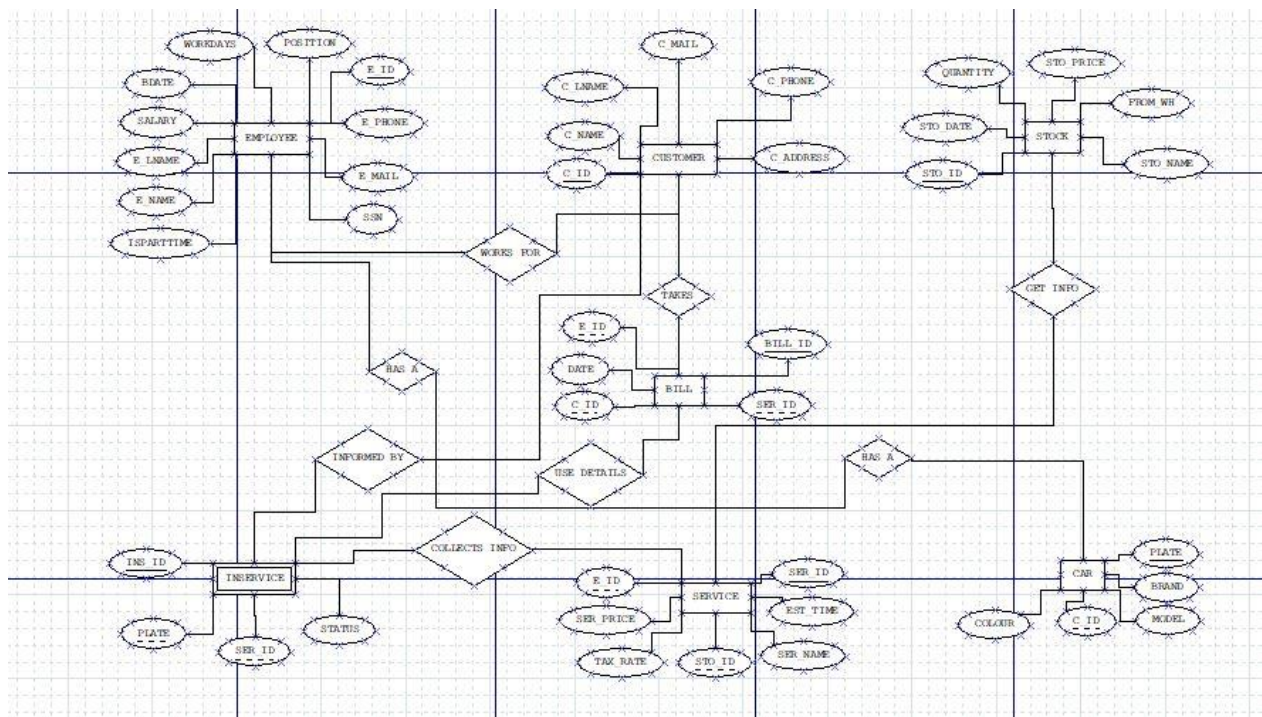 WORKDAYS
POSITION
C_MAIL
E_ID
BDATE
C_LNAME
C_PHONE
QUANTITY
STO_PRICE
FROM_WH
SALARY
EMPLOYEE
E_PHONE
C_NAME
CUSTOMER
C_ADDRESS
STO_DATE
STOCK
E_LNAME
E_MAIL
C_ID
STO_ID
STO_NAME
E_NAME
SSN
ISPARTTIME
WORKS FOR
TAKES
GET INFO
E_ID
BILL_ID
HAS A
DATE
BILL
C_ID
SER_ID
INFORMED BY
USE DETAILS
HAS A
COLLECTS INFO
INS_ID
INSERVICE
E_ID
SER_ID
PLATE
SERVICE
CAR
BRAND
SER_PRICE
EST_TIME
COLOUR
C_ID
MODEL
PLATE
STATUS
SER_ID
TAX_RATE
STO_ID
SER_NAME